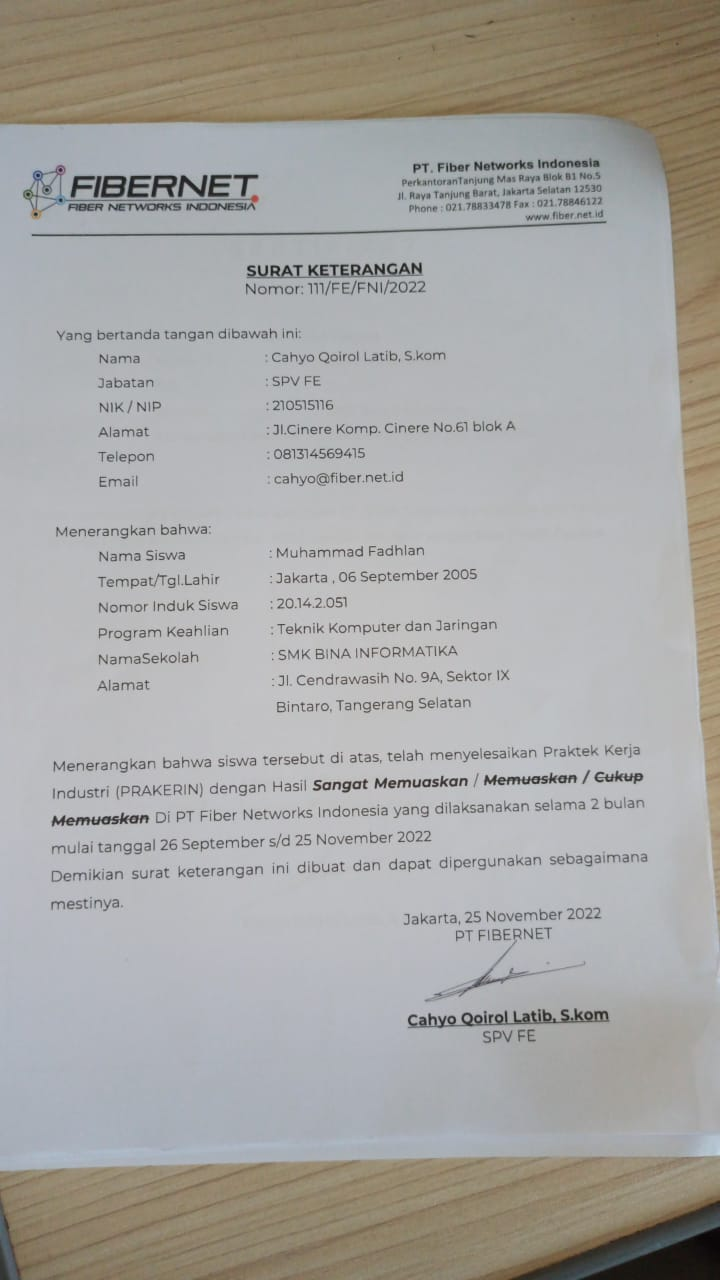 FIBERNET
FIBER NETWORKS INDONESIA
PT. Fiber Networks Indonesia
PerkantoranTanjung Mas Raya Blok B1 No.5
Jl. Raya Tanjung Barat, Jakarta Selatan 12530
Phone : 021.78833478 Fax : 021.78846122
www.fiber.net.id
SURAT KETERANGAN
Nomor: 111/FE/FNI/2022
Yang bertanda tangan dibawah ini:
Nama : Cahyo Qoirol Latib, S.kom
Jabatan : SPV FE
NIK / NIP : 210515116
Alamat : Jl.Cinere Komp. Cinere No.61 blok A
Telepon : 081314569415
Email : cahyo@fiber.net.id
Menerangkan bahwa:
Nama Siswa : Muhammad Fadhlan
Tempat/Tgl.Lahir : Jakarta , 06 September 2005
Nomor Induk Siswa : 20.14.2.051
Program Keahlian : Teknik Komputer dan Jaringan
NamaSekolah : SMK BINA INFORMATIKA
Alamat : Jl. Cendrawasih No. 9A, Sektor IX
Bintaro, Tangerang Selatan
Menerangkan bahwa siswa tersebut di atas, telah menyelesaikan Praktek Kerja
Industri (PRAKERIN) dengan Hasil Sangat Memuaskan / Memuaskan / Cukup
Memuaskan Di PT Fiber Networks Indonesia yang dilaksanakan selama 2 bulan
mulai tanggal 26 September s/d 25 November 2022
Demikian surat keterangan ini dibuat dan dapat dipergunakan sebagaimana
mestinya.
Jakarta, 25 November 2022
PT FIBERNET
Cahyo Qoirol Latib, S.kom
SPV FE